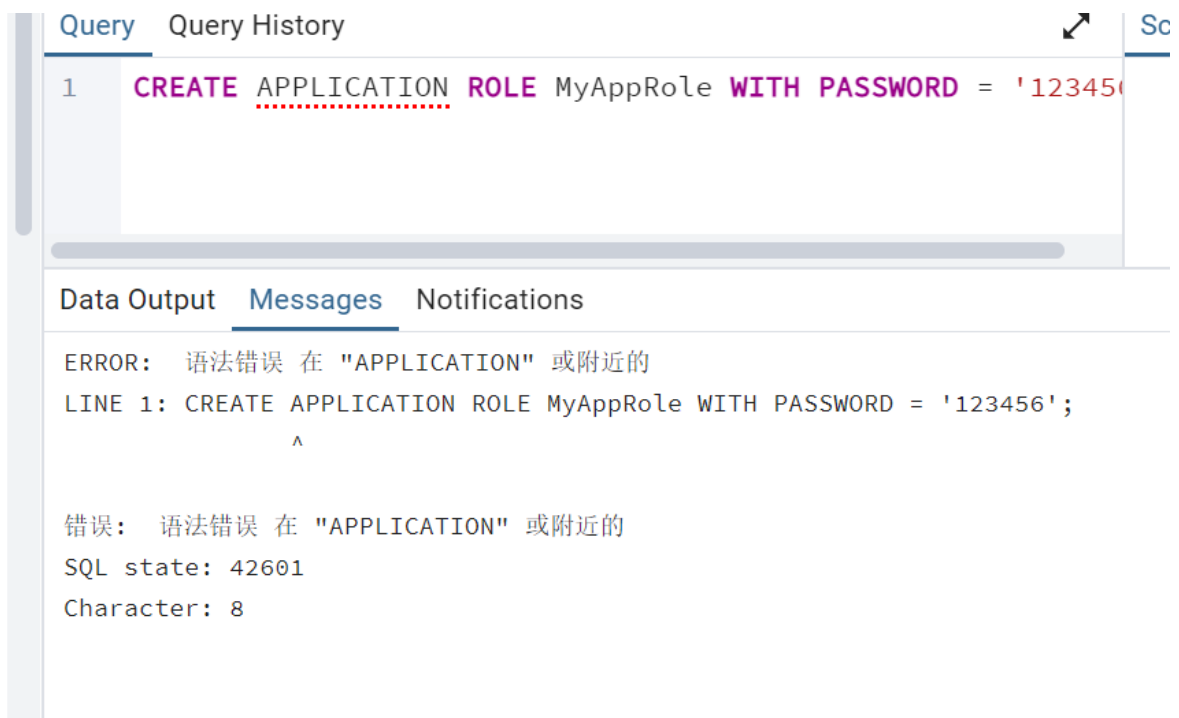 Query Query History Sc
1 CREATE APPLICATION ROLE MyAppRole WITH PASSWORD = '123456
Data Output Messages Notifications
ERROR:  语法错误 在 "APPLICATION" 或附近的
LINE 1: CREATE APPLICATION ROLE MyAppRole WITH PASSWORD = '123456';
^
错误:  语法错误 在 "APPLICATION" 或附近的
SQL state: 42601
Character: 8